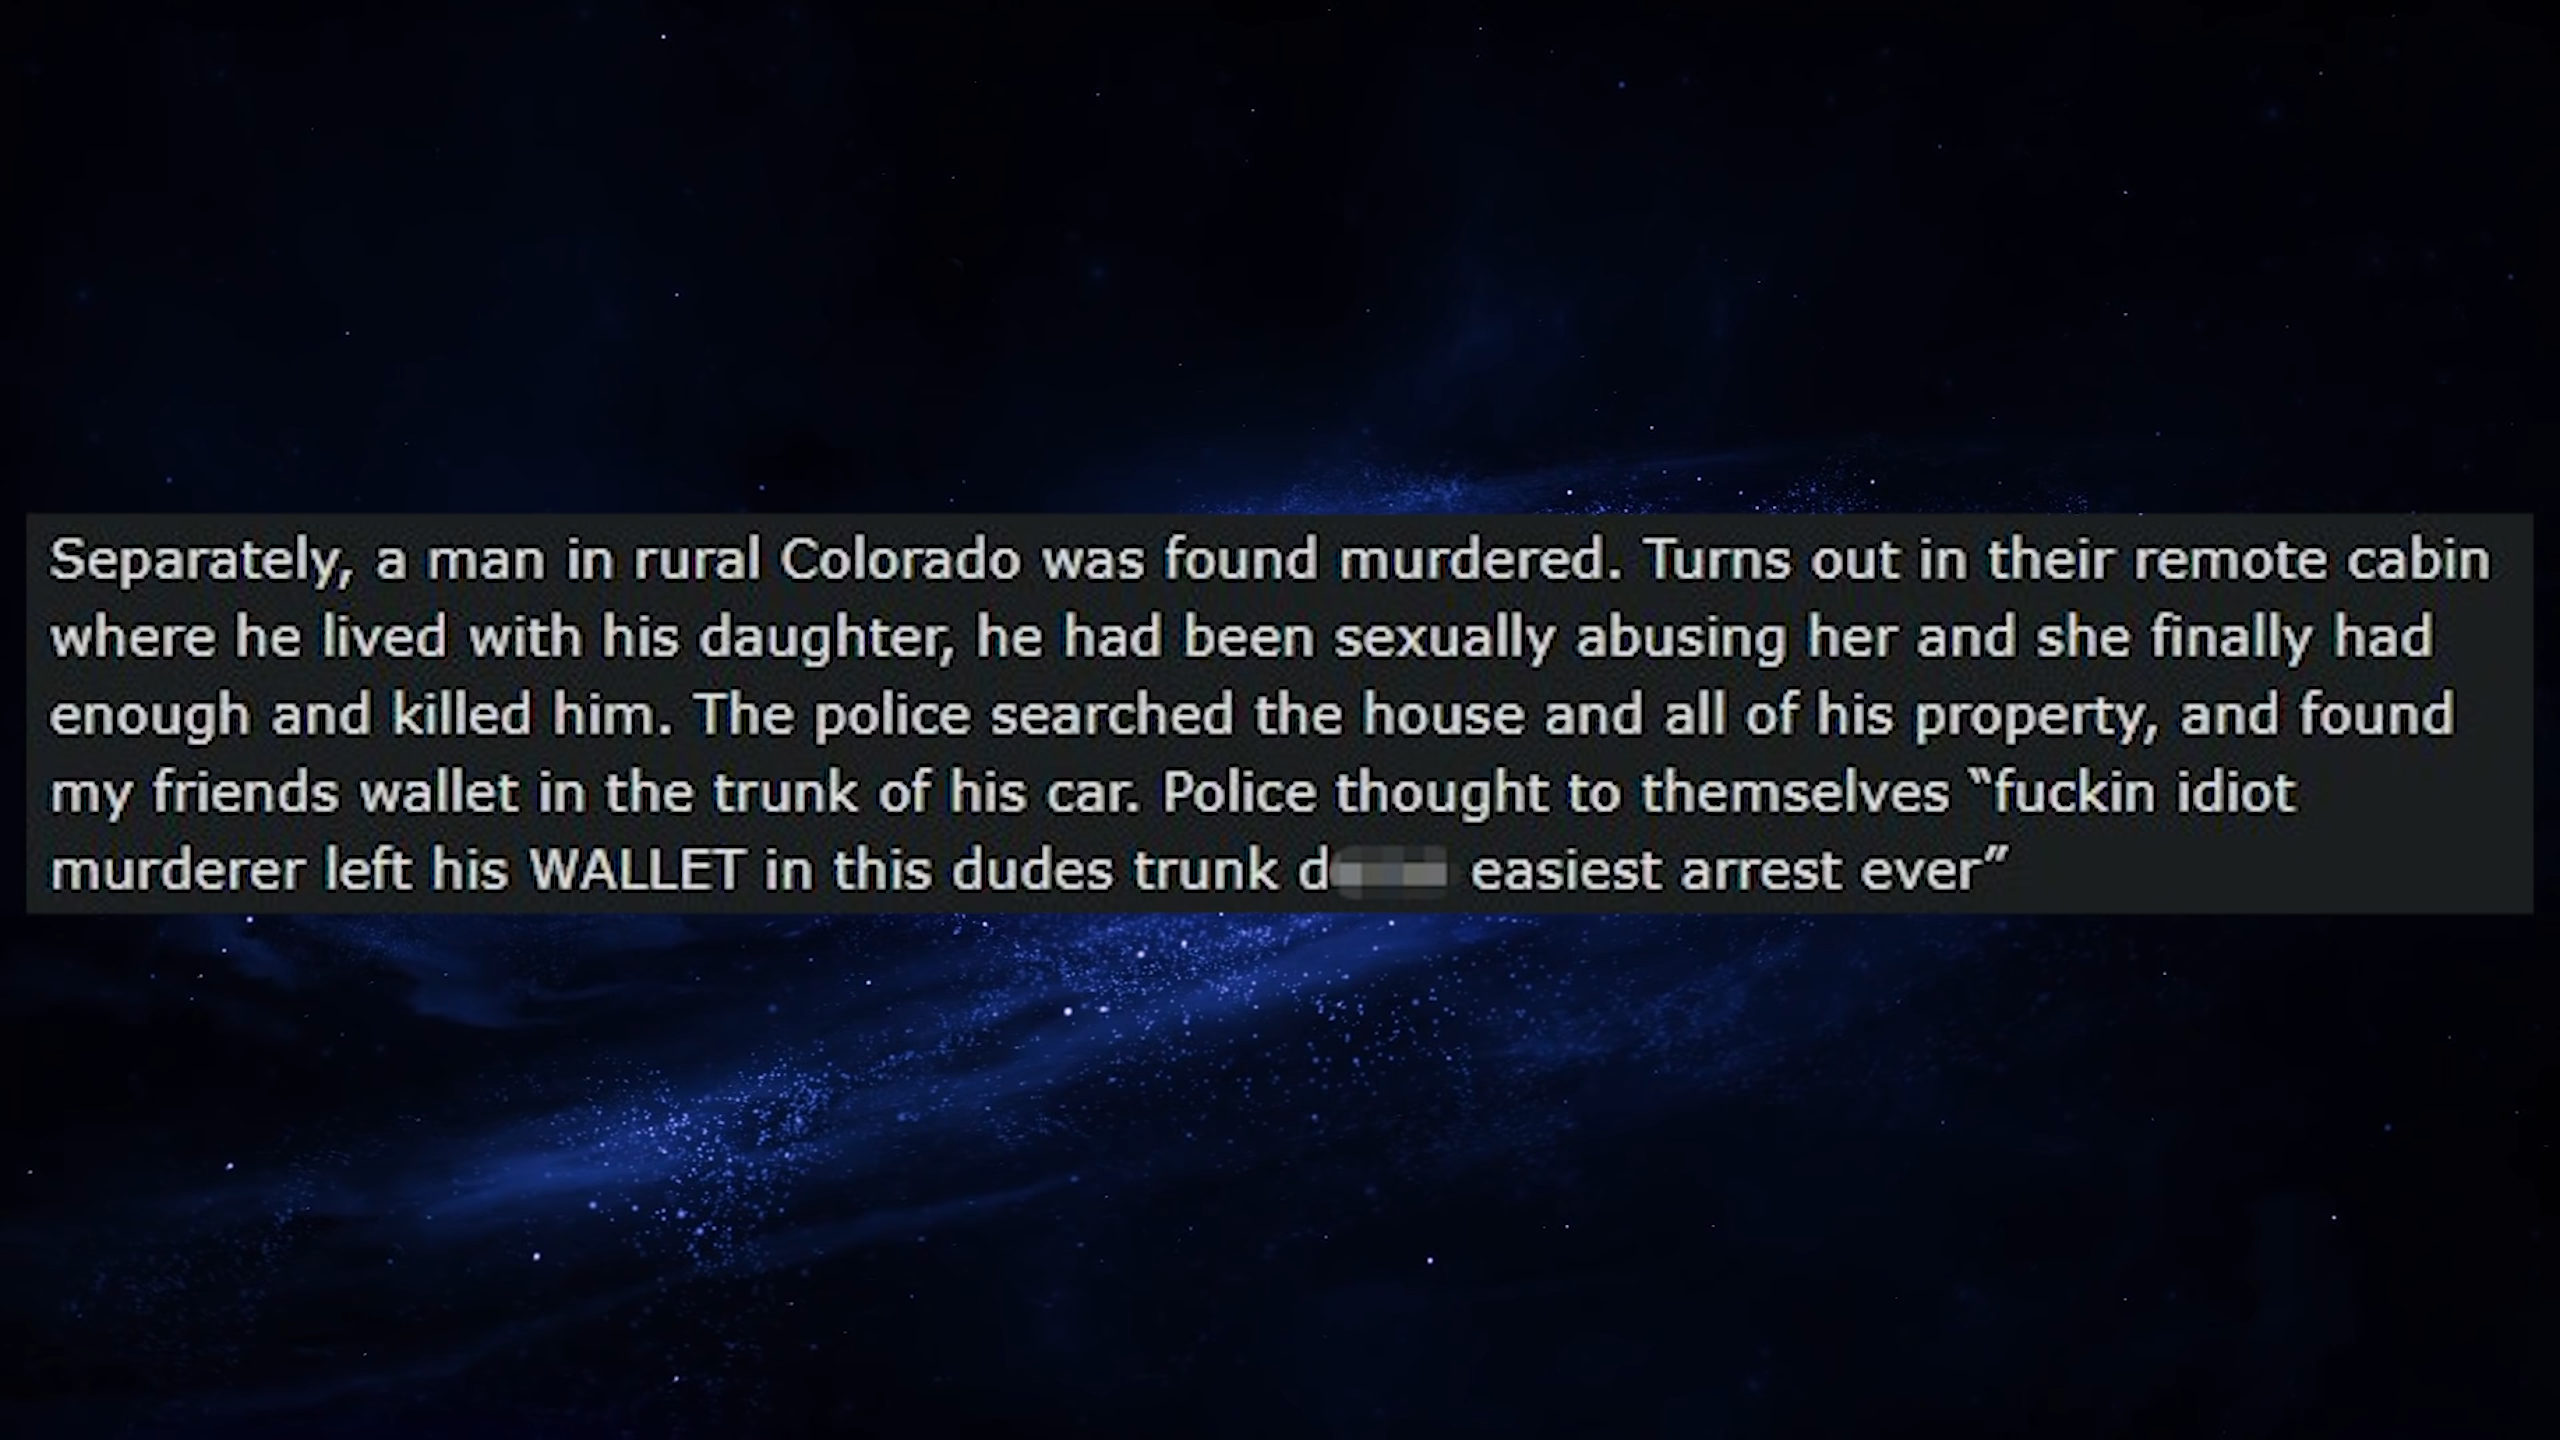 Separately, a man in rural Colorado was found murdered. Turns out in their remote cabin
where he lived with his daughter, he had been sexually abusing her and she finally had
enough and killed him. The police searched the house and all of his property, and found
my friends wallet in the trunk of his car. Police thought to themselves “fuckin idiot
murderer left his WALLET in this dudes trunk easiest arrest ever”